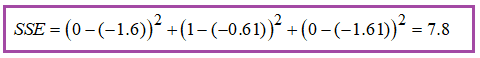 SSE = (0 – (–1.6))² + (1 – (–0.61))² + (0 – (–1.61))² = 7.8